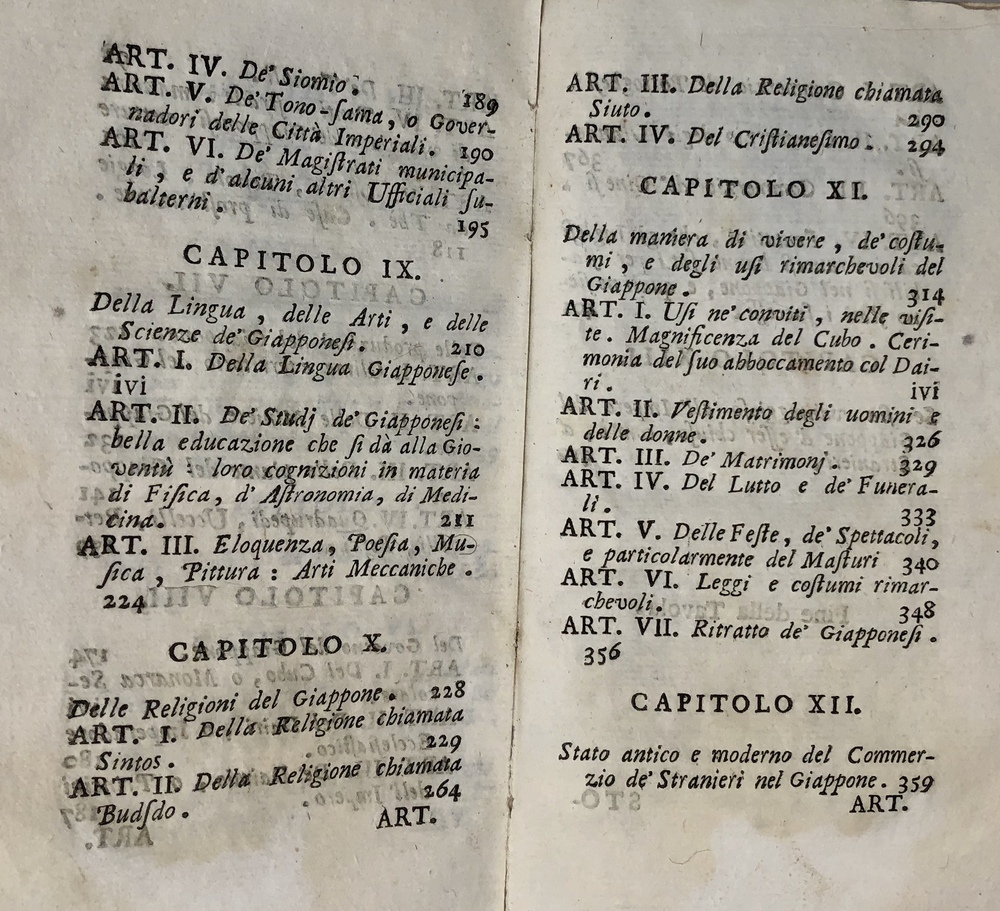 ART. IV. De' Siomio. 189
ART. V. De' Tono-ſama, o Gover-
nadori delle Città Imperiali. 190
ART. VI. De' Magiſtrati municipa-
li, e d'alcuni altri Ufficiali ſu-
balterni. 195
CAPITOLO IX.
Della Lingua, delle Arti, e delle
Scienze de' Giapponeſi. 210
ART. I. Della Lingua Giapponeſe.
ivi
ART. II. De' Studj de' Giapponeſi:
bella educazione che ſi dà alla Gio-
ventù: loro cognizioni in materia
di Fiſica, d'Aſtronomia, di Medi-
cina. 211
ART. III. Eloquenza, Poeſia, Mu-
ſica, Pittura: Arti Meccaniche.
224
CAPITOLO X.
Delle Religioni del Giappone. 228
ART. I. Della Religione chiamata
Sintos. 229
ART. II. Della Religione chiamata
Budſdo. 264
ART.
ART. III. Della Religione chiamata
Siuto. 290
ART. IV. Del Criſtianeſimo. 294
CAPITOLO XI.
Della maniera di vivere, de' coſtu-
mi, e degli uſi rimarchevoli del
Giappone. 314
ART. I. Uſi ne' conviti, nelle viſi-
te. Magnificenza del Cubo. Ceri-
monia del ſuo abboccamento col Dai-
ri. ivi
ART. II. Veſtimento degli uomini e
delle donne. 326
ART. III. De' Matrimonj. 329
ART. IV. Del Lutto e de' Funera-
li. 333
ART. V. Delle Feſte, de' Spettacoli,
e particolarmente del Maſturi 340
ART. VI. Leggi e coſtumi rimar-
chevoli. 348
ART. VII. Ritratto de' Giapponeſi.
356
CAPITOLO XII.
Stato antico e moderno del Commer-
zio de' Stranieri nel Giappone. 359
ART.